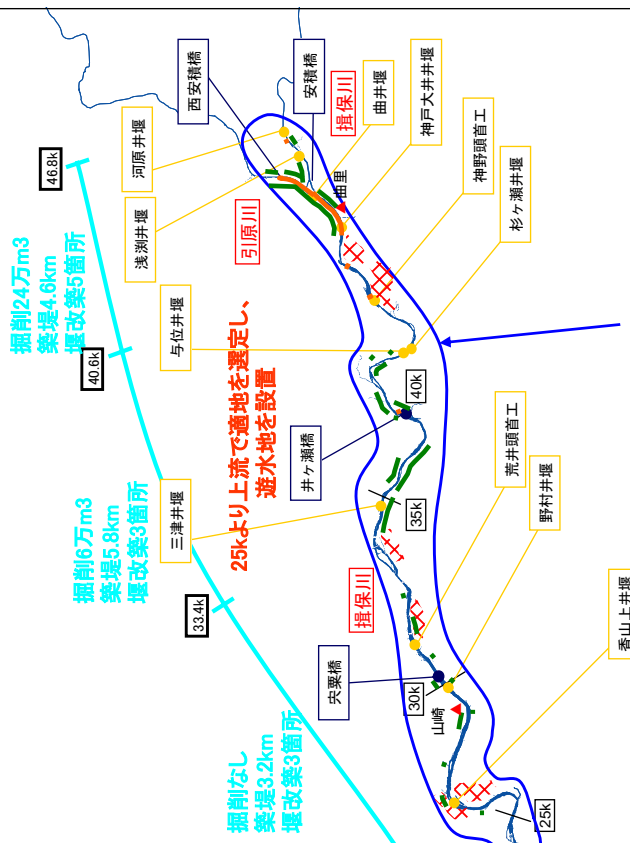 掘削24万m3
築堤4.6km
堰改築5箇所
46.8k
河原井堰
浅渕井堰
西安積橋
安積橋
揖保川
曲井堰
神戸大井井堰
曲里
引原川
神野頭首工
杉ヶ瀬井堰
与位井堰
40.6k
25kより上流で適地を選定し、
遊水地を設置
井ヶ瀬橋
40k
掘削6万m3
築堤5.8km
堰改築3箇所
三津井堰
35k
荒井頭首工
野村井堰
33.4k
揖保川
宍粟橋
30k
山崎
香山上井堰
掘削なし
築堤3.2km
堰改築3箇所
25k